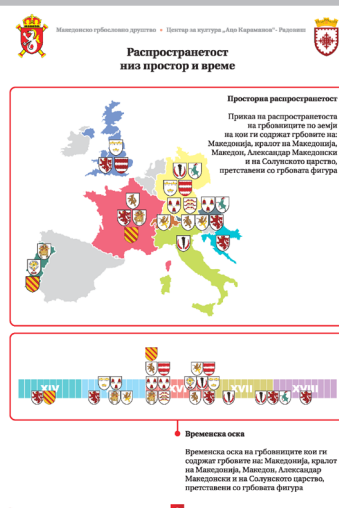 Македонско грбословно друштво • Центар за култура „Ацо Караманов“- Радовиш
Распространетост
низ простор и време
Просторна распространетост
Приказ на распространетоста
на грбовниците по земји
на кои ги содржат грбовите на:
Македонија, кралот на Македонија,
Македон, Александар Македонски
и на Солунското царство,
претставени со грбовата фигура
XIV XVII XVIII
Временска оска
Временска оска на грбовниците кои ги
содржат грбовите на: Македонија, кралот
на Македонија, Македон, Александар
Македонски и на Солунското царство,
претставени со грбовата фигура